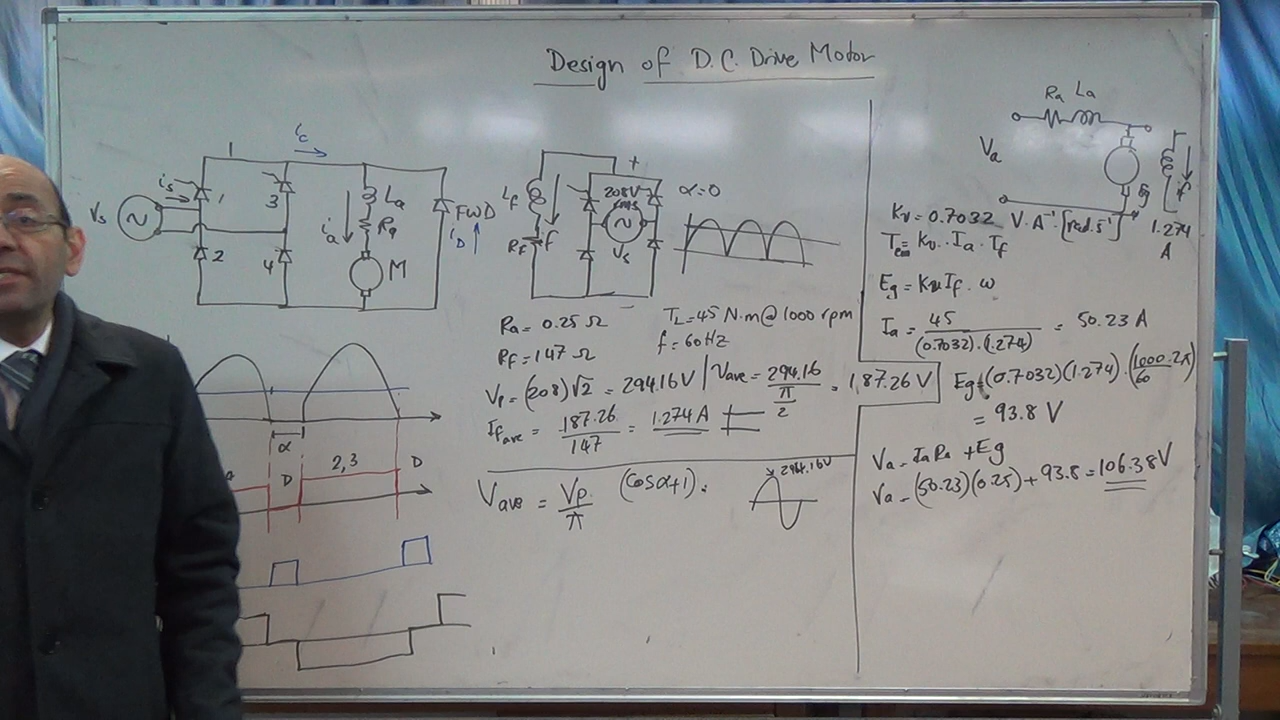 Design of D.C. Drive Motor
Vs
is
1
1
2
3
4
ic
ia
La
Ra
M
FWD
iD
Lf
Rf
f
+
208V
rms
Vs
α=0
Ra = 0.25 Ω
TL = 45 N.m @ 1000 rpm
Rf = 147 Ω
f = 60Hz
Vp = (208)√2 = 294.16V | Vave = 294.16 / (π/2) = 187.26 V
Ifave = 187.26 / 147 = 1.274 A
Vave = Vp / π (Cosα+1).
294.16V
α
D
2,3
D
Ra La
Va
Eg
f
1.274
A
Kv = 0.7032 V.A⁻¹ [rad.s⁻¹]
Tem = Kv . Ia . If
Eg = Kv If . ω
Ia = 45 / (0.7032).(1.274) = 50.23 A
Eg = (0.7032)(1.274).(1000.2π / 60)
= 93.8 V
Va = IaRa + Eg
Va = (50.23)(0.25) + 93.8 = 106.38V